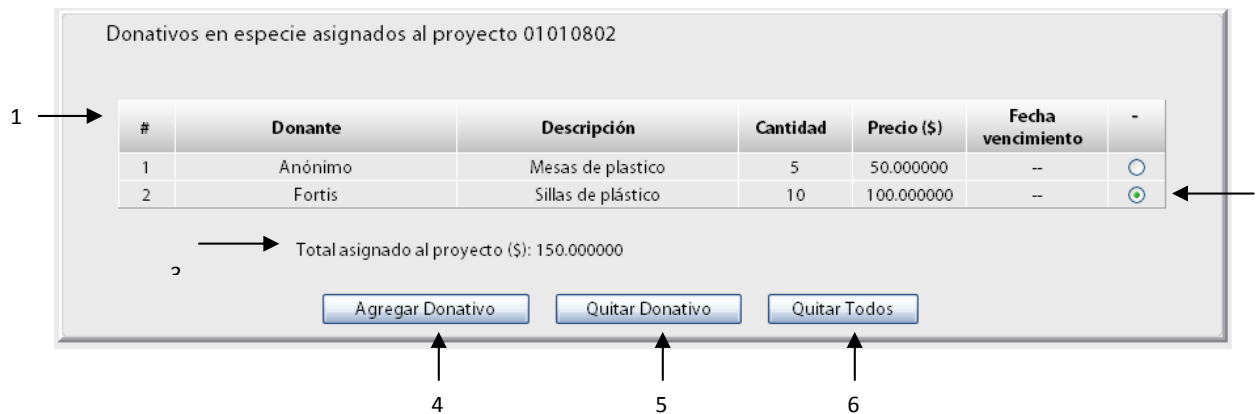 Donativos en especie asignados al proyecto 01010802
1
# Donante Descripción Cantidad Precio ($) Fecha vencimiento -
1 Anónimo Mesas de plastico 5 50.000000 --
2 Fortis Sillas de plástico 10 100.000000 --
Total asignado al proyecto ($): 150.000000
Agregar Donativo Quitar Donativo Quitar Todos
4 5 6